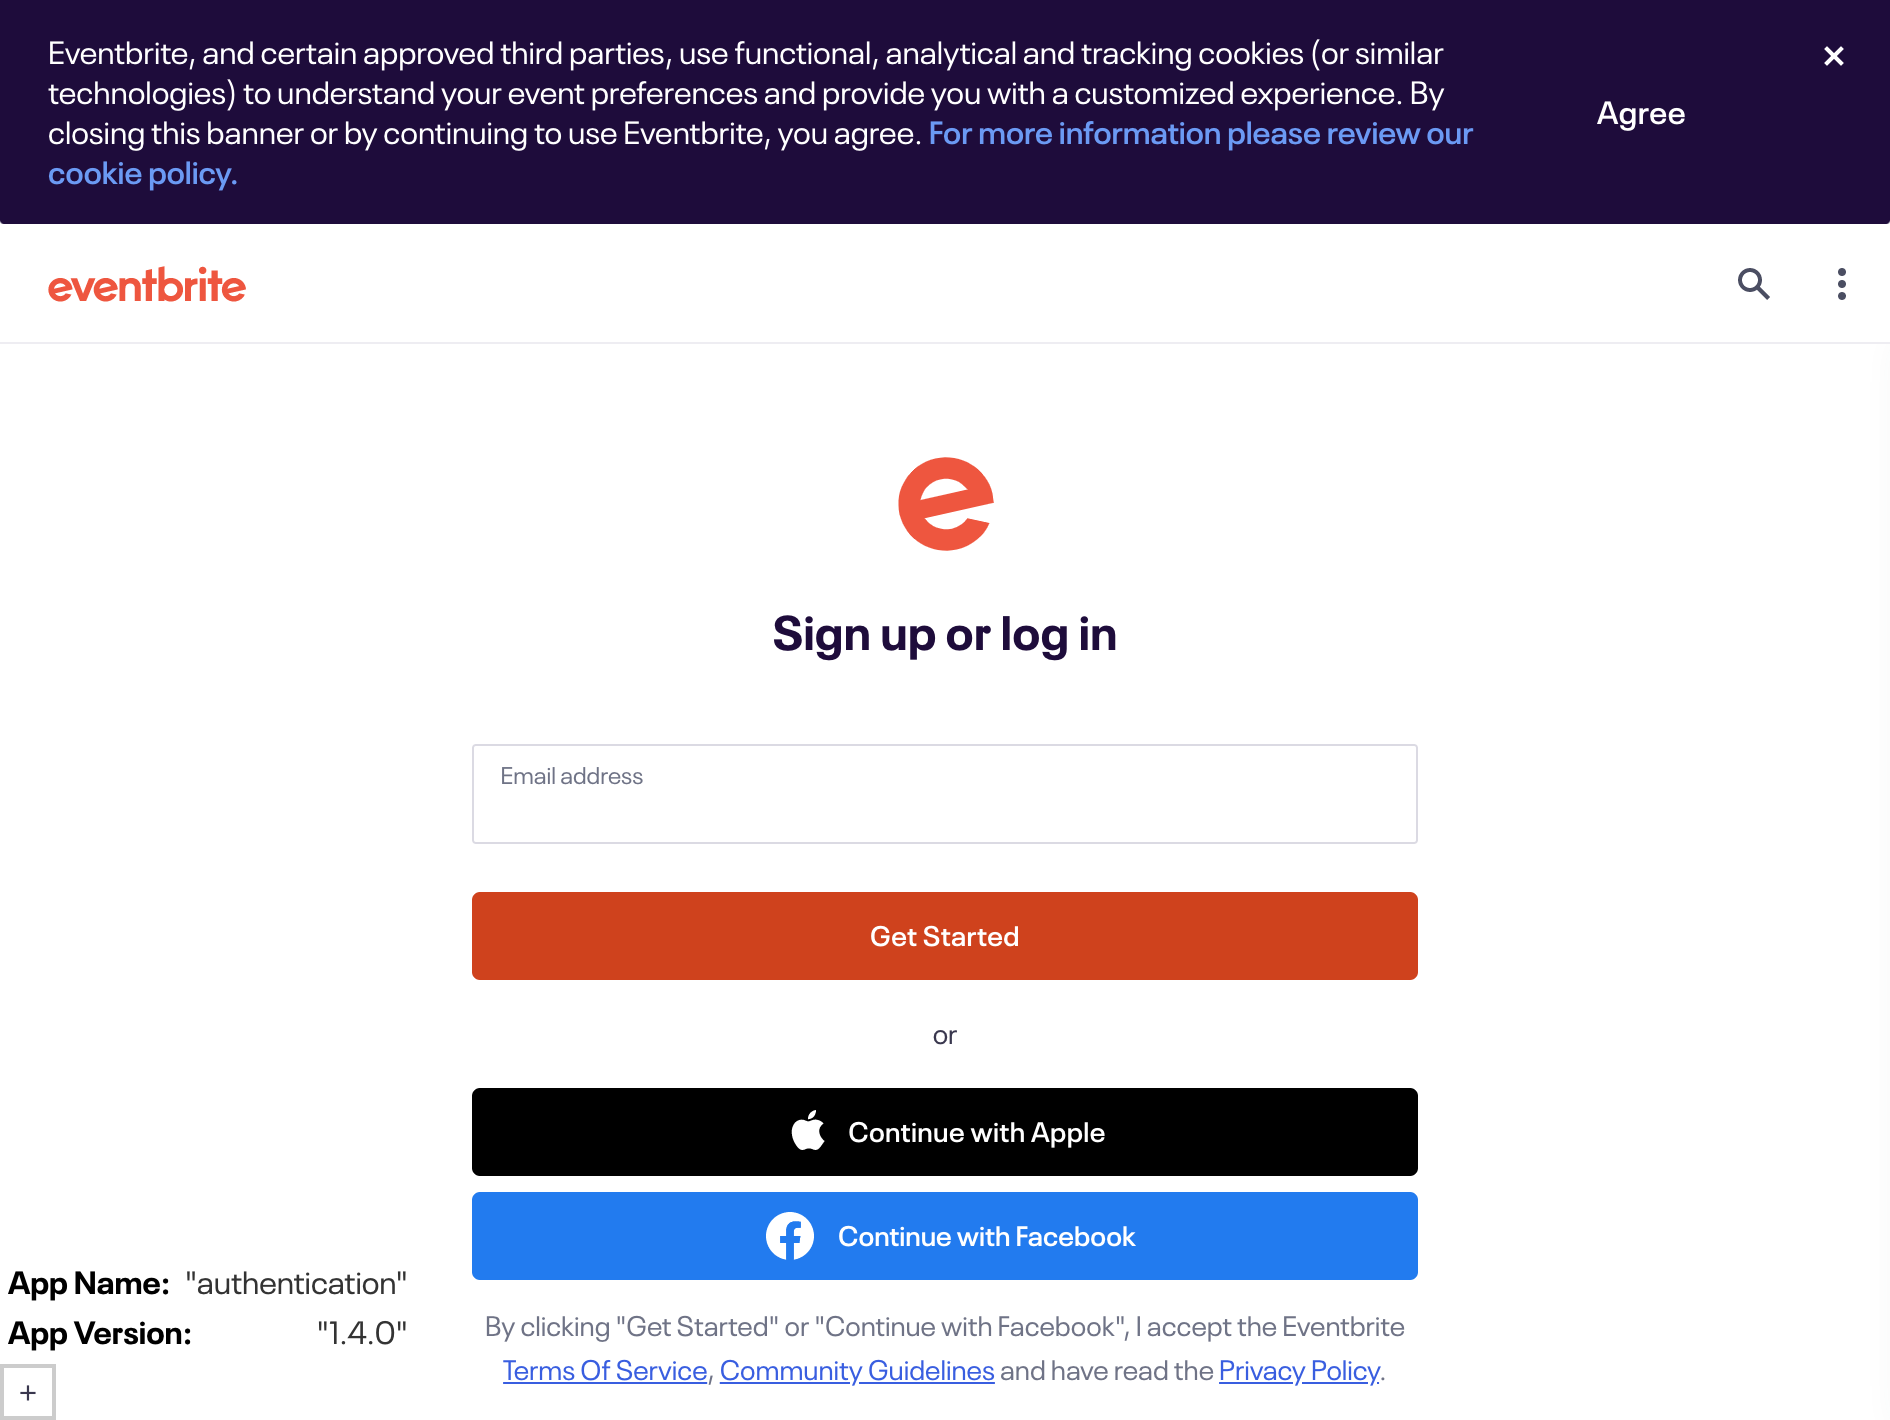 Eventbrite, and certain approved third parties, use functional, analytical and tracking cookies (or similar
technologies) to understand your event preferences and provide you with a customized experience. By
closing this banner or by continuing to use Eventbrite, you agree. For more information please review our
cookie policy.
Agree
eventbrite
Sign up or log in
Email address
Get Started
or
Continue with Apple
Continue with Facebook
App Name: "authentication"
App Version: "1.4.0"
By clicking "Get Started" or "Continue with Facebook", I accept the Eventbrite
Terms Of Service, Community Guidelines and have read the Privacy Policy.
+